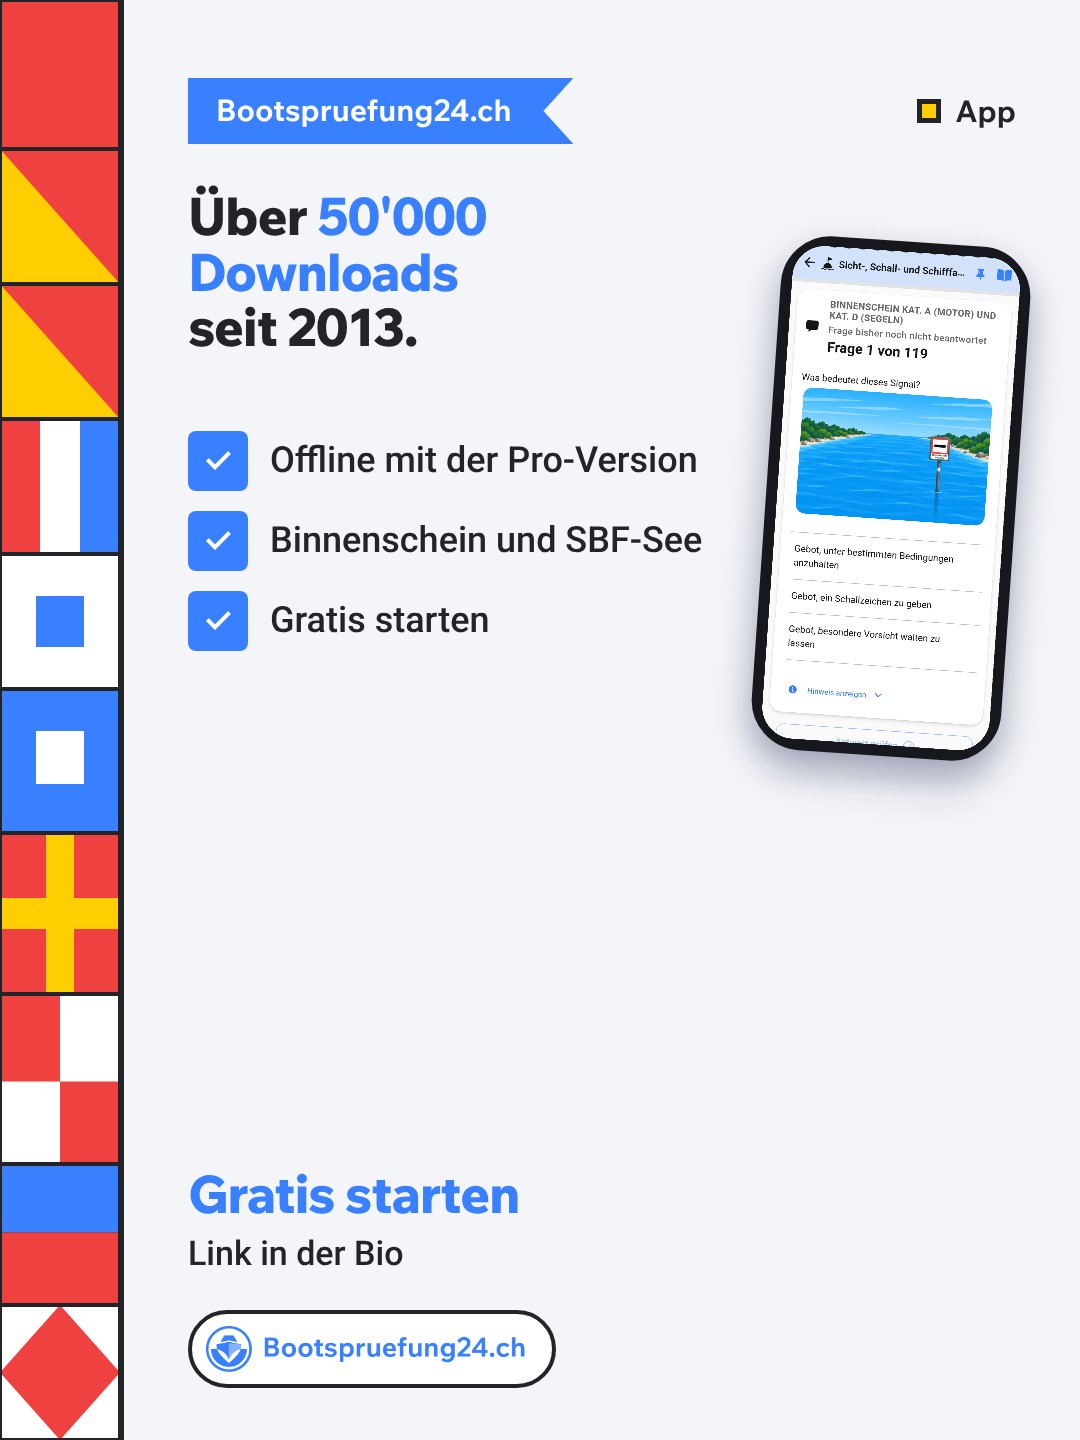 Bootspruefung24.ch
App
Über 50'000
Downloads
seit 2013.
Offline mit der Pro-Version
Binnenschein und SBF-See
Gratis starten
Sicht-, Schall- und Schifffa...
BINNENSCHEIN KAT. A (MOTOR) UND
KAT. D (SEGELN)
Frage bisher noch nicht beantwortet
Frage 1 von 119
Was bedeutet dieses Signal?
Gebot, unter bestimmten Bedingungen
anzuhalten
Gebot, ein Schallzeichen zu geben
Gebot, besondere Vorsicht walten zu
lassen
Hinweis anzeigen
Antwort prüfen
Gratis starten
Link in der Bio
Bootspruefung24.ch